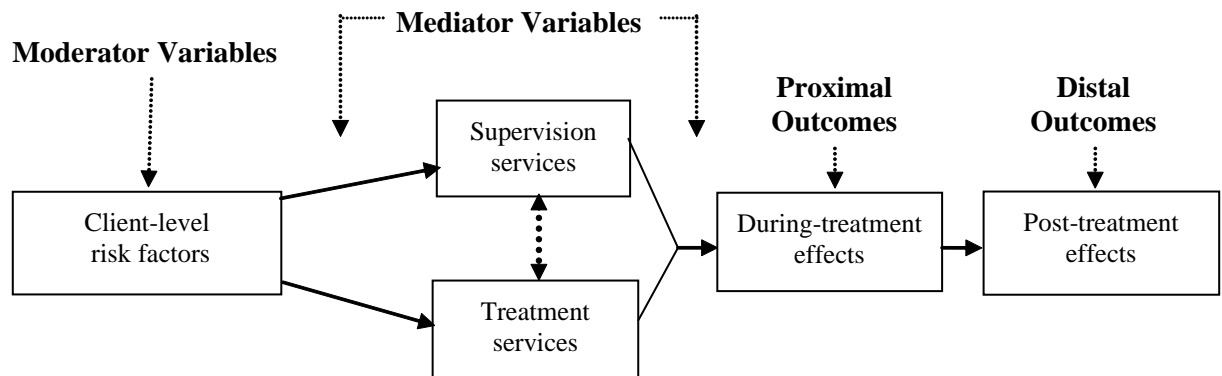 Mediator Variables
Moderator Variables
Proximal
Outcomes
Distal
Outcomes
Supervision
services
Client-level
risk factors
During-treatment
effects
Post-treatment
effects
Treatment
services